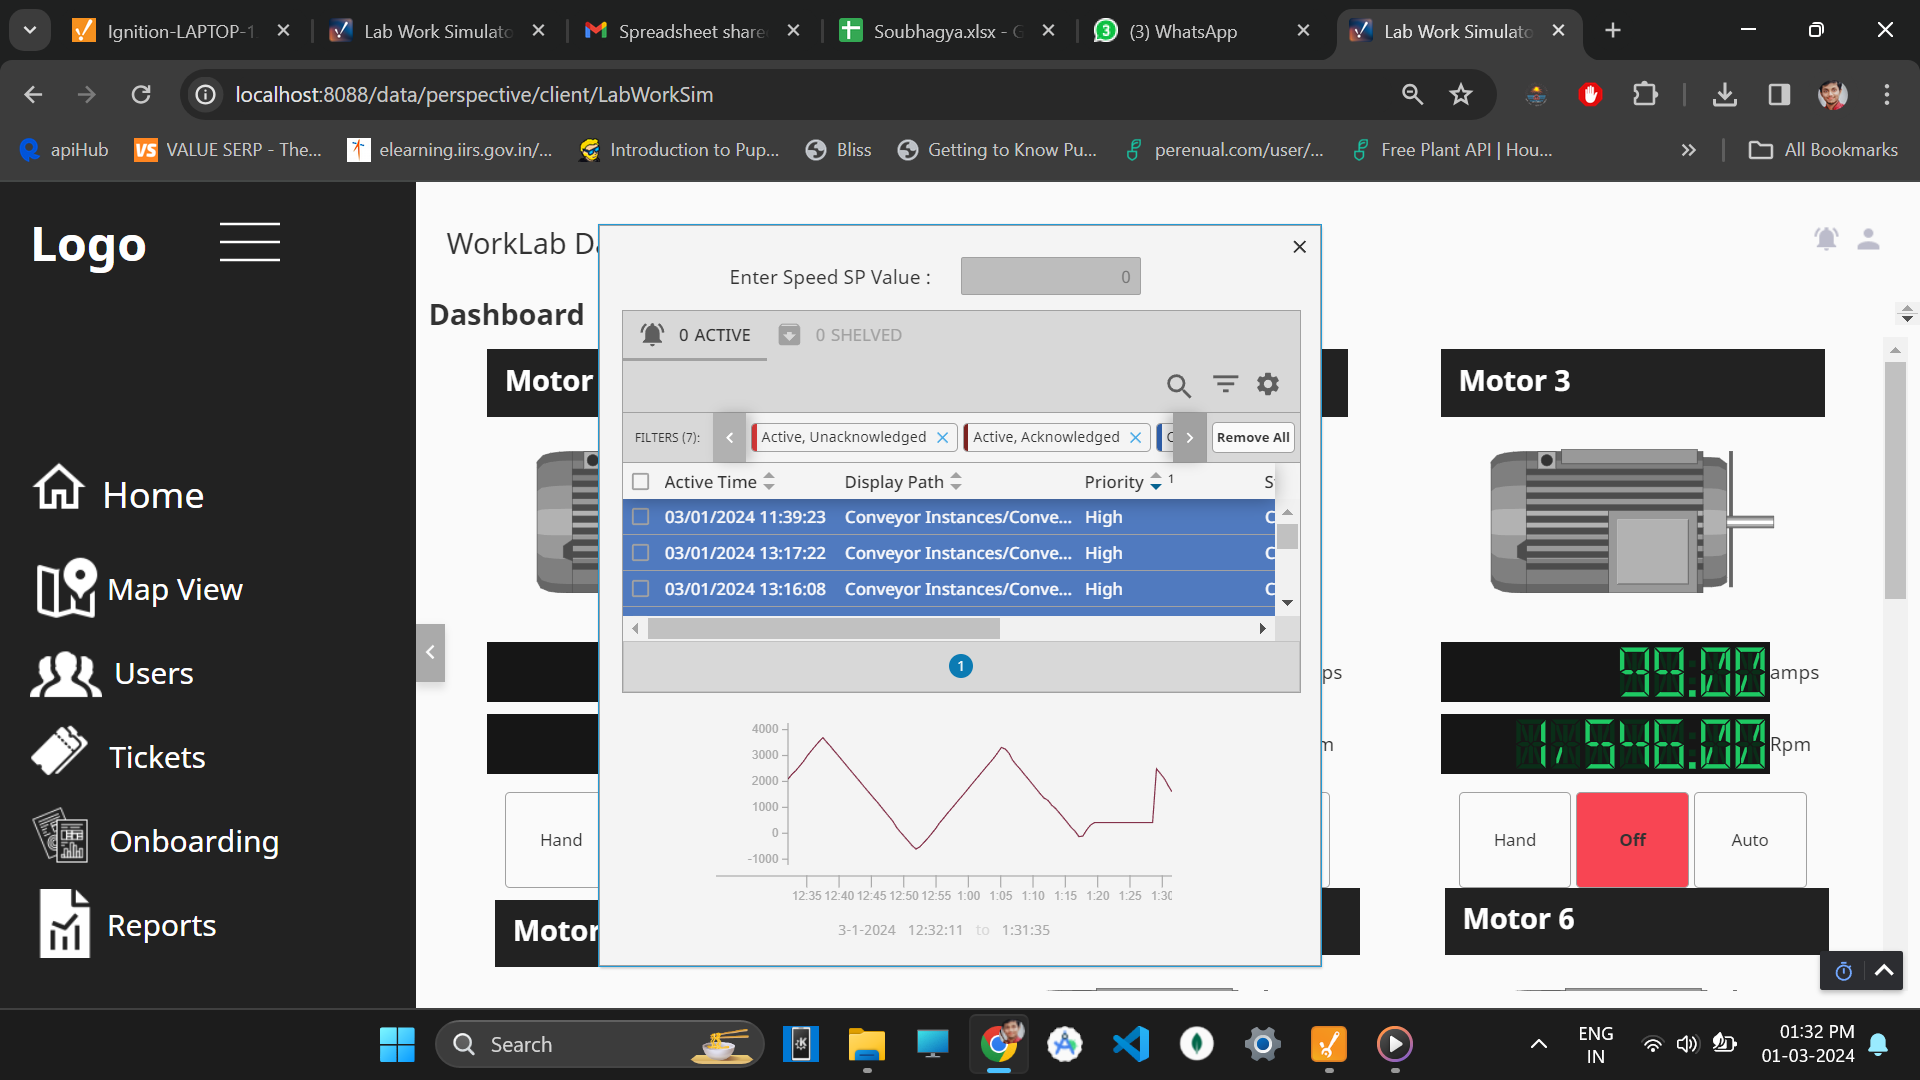 Ignition-LAPTOP-1
Lab Work Simulato
Spreadsheet share
Soubhagya.xlsx - G
(3) WhatsApp
Lab Work Simulato
localhost:8088/data/perspective/client/LabWorkSim
apiHub
VALUE SERP - The...
elearning.iirs.gov.in/...
Introduction to Pup...
Bliss
Getting to Know Pu...
perenual.com/user/...
Free Plant API | Hou...
All Bookmarks
Logo
Home
Map View
Users
Tickets
Onboarding
Reports
WorkLab Da
Dashboard
Motor
Hand
Motor
Enter Speed SP Value :
0
0 ACTIVE
0 SHELVED
FILTERS (7):
Active, Unacknowledged
Active, Acknowledged
Remove All
Active Time
Display Path
Priority
1
03/01/2024 11:39:23 Conveyor Instances/Conve... High C
03/01/2024 13:17:22 Conveyor Instances/Conve... High C
03/01/2024 13:16:08 Conveyor Instances/Conve... High C
1
4000
3000
2000
1000
0
-1000
12:35 12:40 12:45 12:50 12:55 1:00 1:05 1:10 1:15 1:20 1:25 1:30
3-1-2024 12:32:11 to 1:31:35
ps
m
Motor 3
99.00 amps
1,546.00 Rpm
Hand
Off
Auto
Motor 6
Search
ENG
IN
01:32 PM
01-03-2024